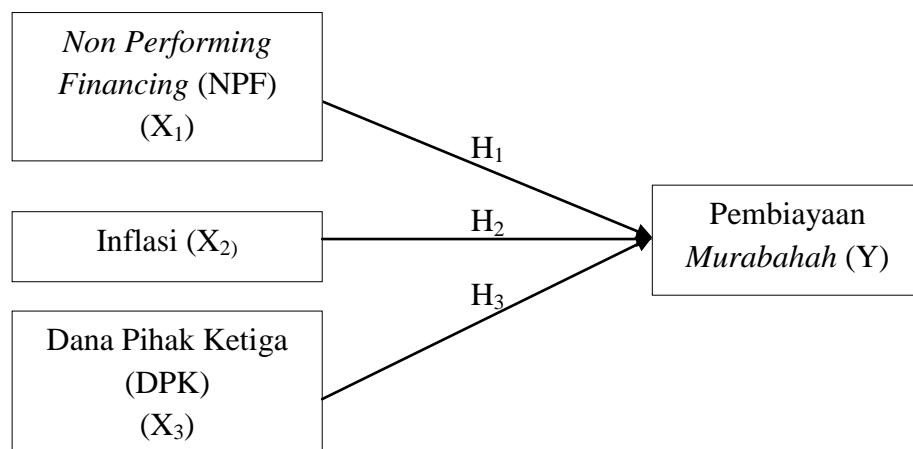 Non Performing
Financing (NPF)
(X₁)
H₁
Inflasi (X₂₎
H₂
Pembiayaan
Murabahah (Y)
H₃
Dana Pihak Ketiga
(DPK)
(X₃)